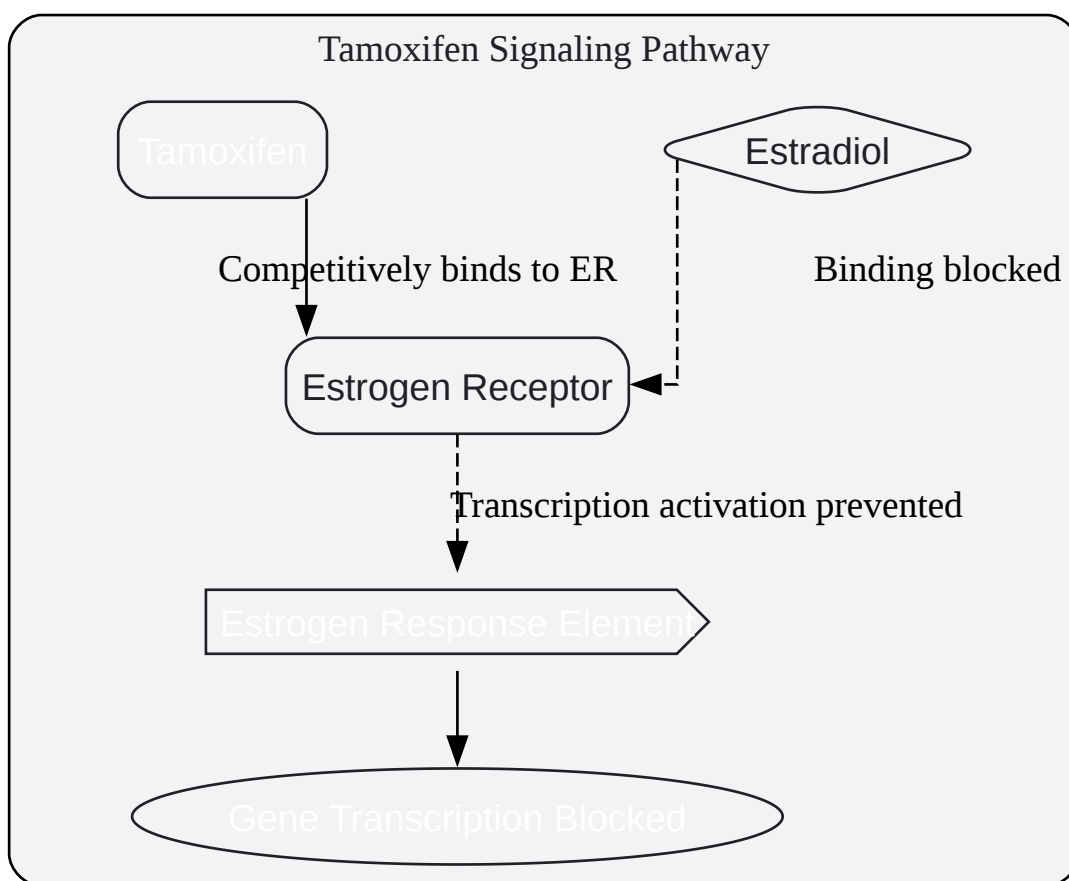 Tamoxifen Signaling Pathway
Tamoxifen
Estradiol
Competitively binds to ER
Binding blocked
Estrogen Receptor
Transcription activation prevented
Estrogen Response Element
Gene Transcription Blocked